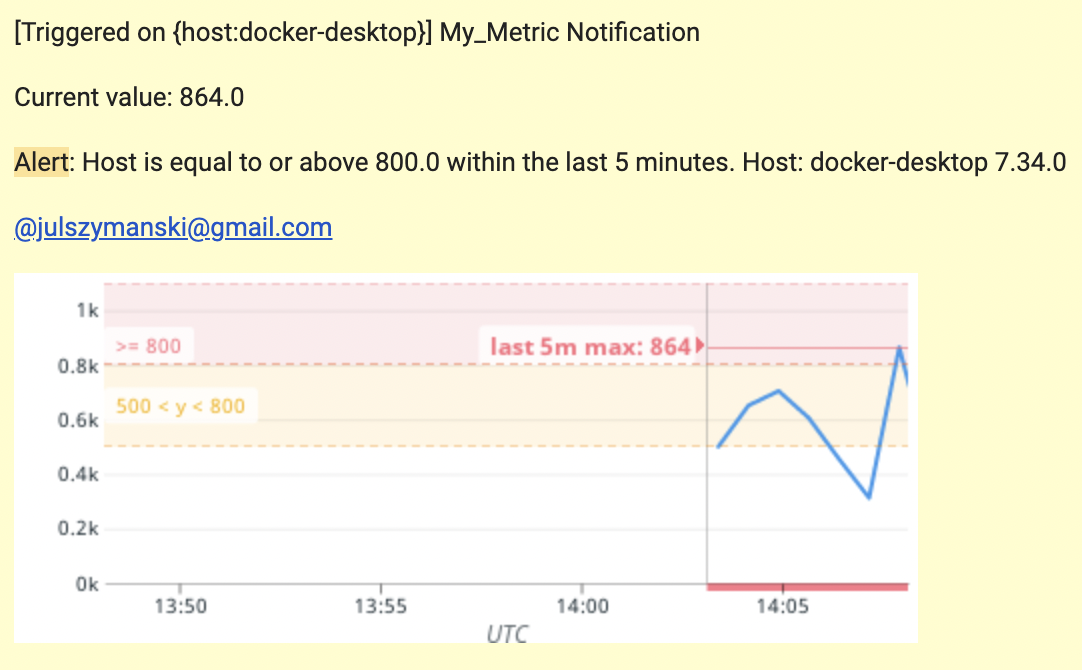 [Triggered on {host:docker-desktop}] My_Metric Notification
Current value: 864.0
Alert: Host is equal to or above 800.0 within the last 5 minutes. Host: docker-desktop 7.34.0
@julszymanski@gmail.com
1k
>= 800
last 5m max: 864
0.8k
500 < y < 800
0.6k
0.4k
0.2k
0k
13:50 13:55 14:00 14:05
UTC